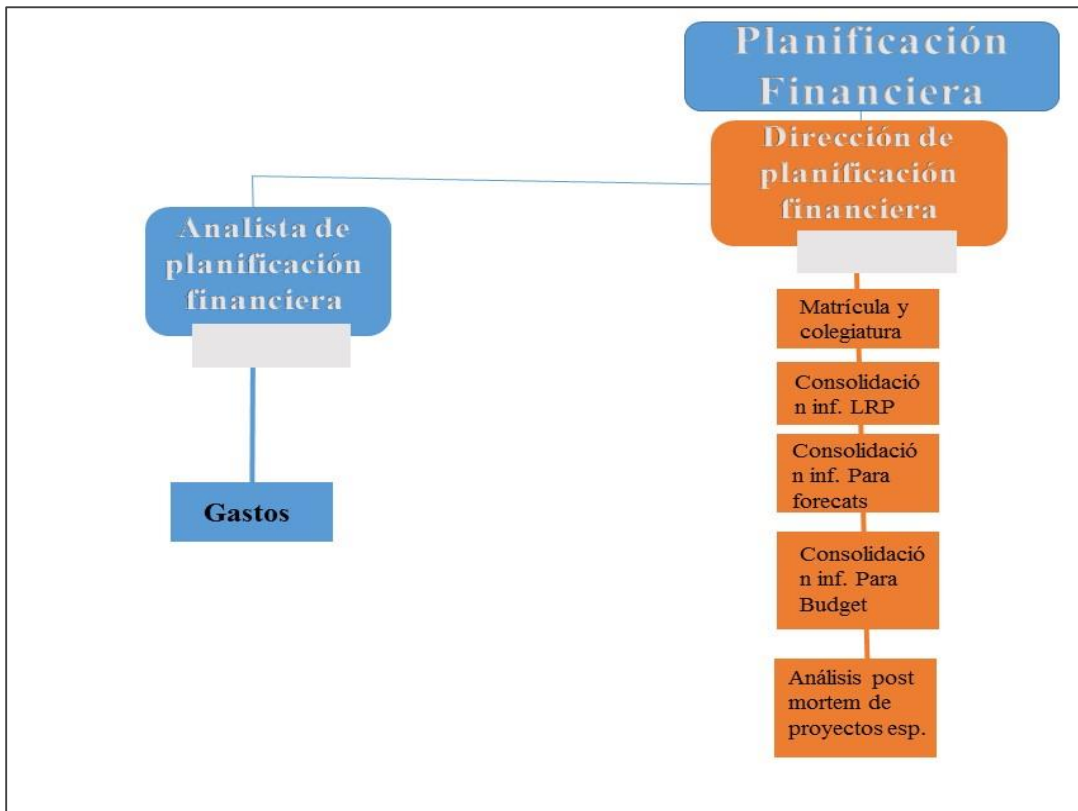 Planificación
Financiera
Dirección de
planificación
financiera
Analista de
planificación
financiera
Matrícula y
colegiatura
Consolidació
n inf. LRP
Consolidació
n inf. Para
forecats
Gastos
Consolidació
n inf. Para
Budget
Análisis post
mortem de
proyectos esp.